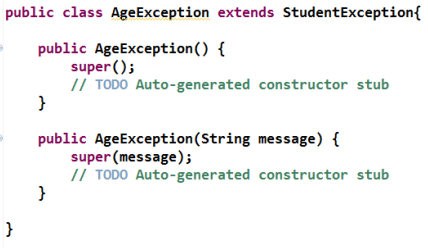 public class AgeException extends StudentException{
public AgeException() {
super();
// TODO Auto-generated constructor stub
}
public AgeException(String message) {
super(message);
// TODO Auto-generated constructor stub
}
}